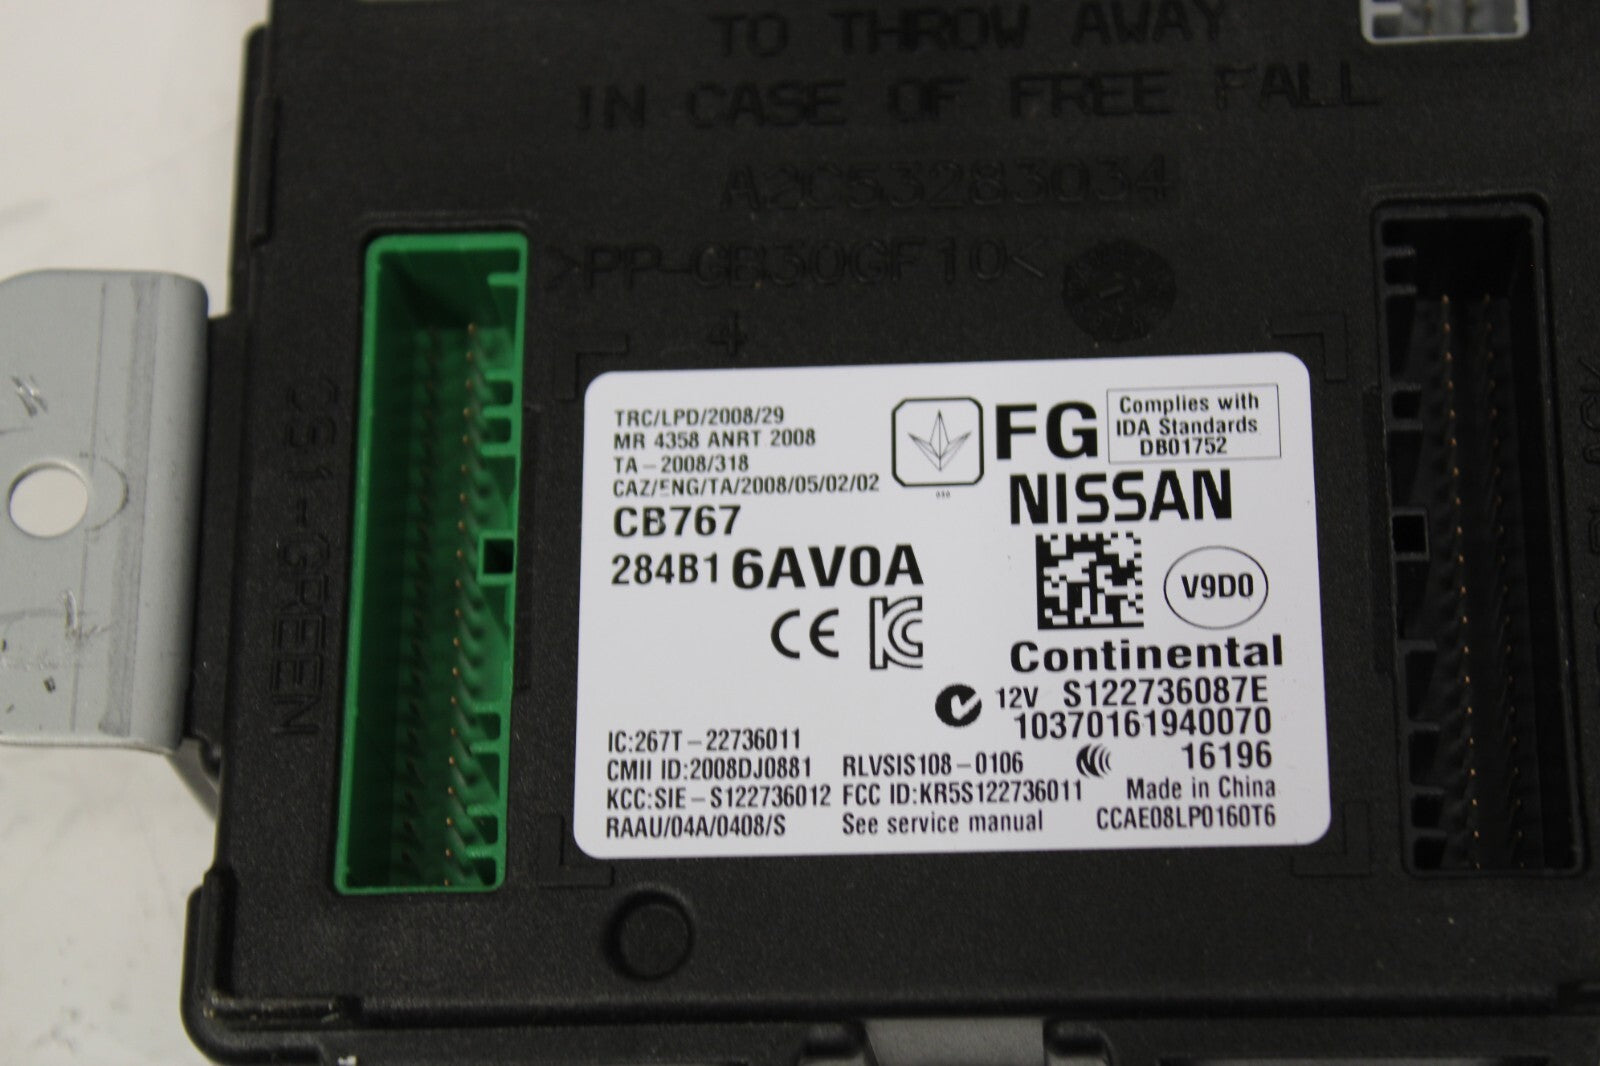 TO THROW AWAY
IN CASE OF FREE FALL
A2C53283034
>PP-GB30GF10<
CS1-GREEN
TRC/LPD/2008/29
MR 4358 ANRT 2008
TA-2008/318
CAZ/ENG/TA/2008/05/02/02
FG
Complies with
IDA Standards
DB01752
CB767
NISSAN
284B1 6AV0A
V9D0
CE
Continental
12V S122736087E
10370161940070
16196
IC:267T-22736011
CMII ID:2008DJ0881 RLVSIS108-0106
KCC:SIE-S122736012 FCC ID:KR5S122736011 Made in China
RAAU/04A/0408/S See service manual CCAE08LP0160T6